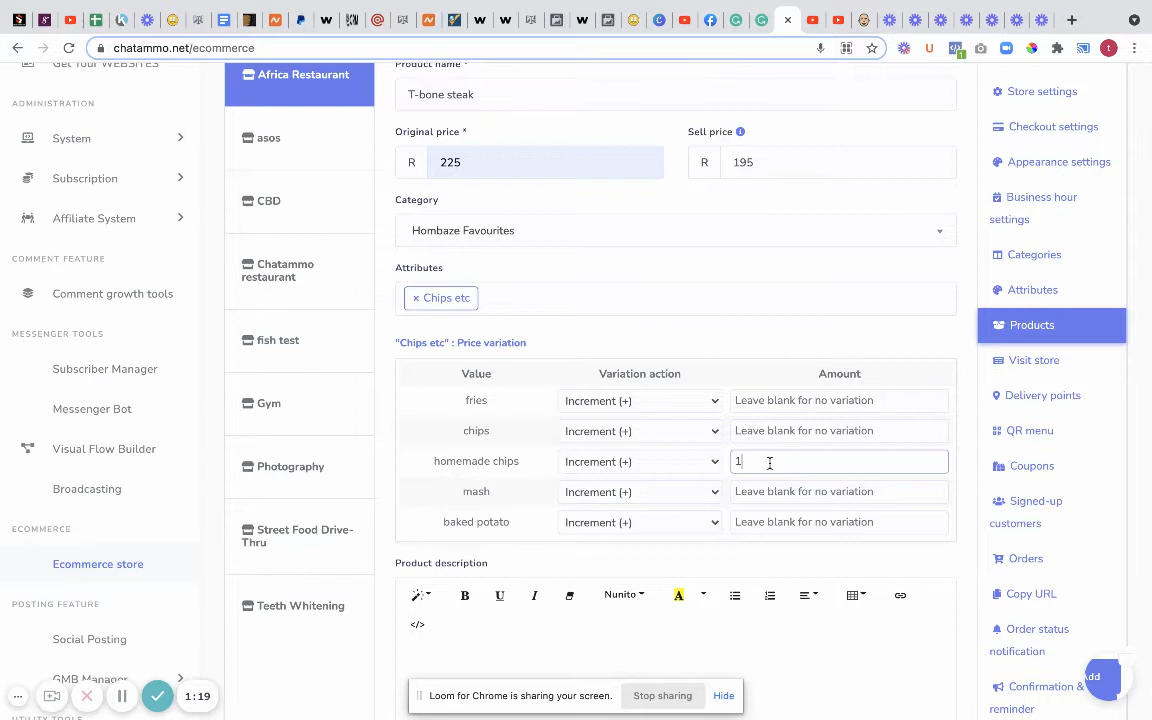 chatammo.net/ecommerce
t
Get Your WEBSITES
ADMINISTRATION
System
Subscription
Affiliate System
COMMENT FEATURE
Comment growth tools
MESSENGER TOOLS
Subscriber Manager
Messenger Bot
Visual Flow Builder
Broadcasting
ECOMMERCE
Ecommerce store
POSTING FEATURE
Social Posting
GMB Manager
UTILITY TOOLS
1:19
Africa Restaurant
asos
CBD
Chatammo
restaurant
fish test
Gym
Photography
Street Food Drive-
Thru
Teeth Whitening
Product name *
T-bone steak
Original price *
Sell price
R 225
R 195
Category
Hombaze Favourites
Attributes
× Chips etc
"Chips etc" : Price variation
Value Variation action Amount
fries Increment (+) Leave blank for no variation
chips Increment (+) Leave blank for no variation
homemade chips Increment (+) 1
mash Increment (+) Leave blank for no variation
baked potato Increment (+) Leave blank for no variation
Product description
B U I Nunito A
</>
Loom for Chrome is sharing your screen. Stop sharing Hide
Store settings
Checkout settings
Appearance settings
Business hour
settings
Categories
Attributes
Products
Visit store
Delivery points
QR menu
Coupons
Signed-up
customers
Orders
Copy URL
Order status
notification
Confirmation &
reminder
Add